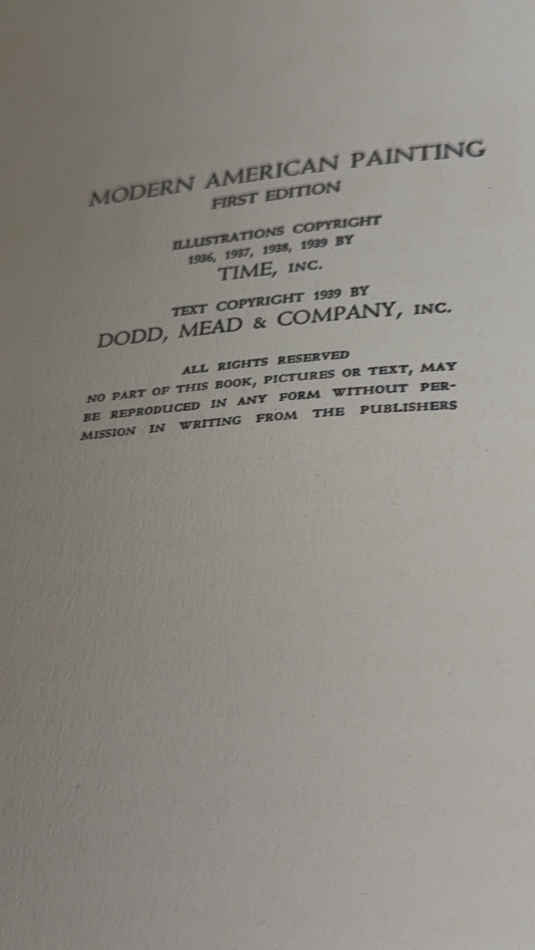 MODERN AMERICAN PAINTING
FIRST EDITION
ILLUSTRATIONS COPYRIGHT
1936, 1937, 1938, 1939 BY
TIME, INC.
TEXT COPYRIGHT 1939 BY
DODD, MEAD & COMPANY, INC.
ALL RIGHTS RESERVED
NO PART OF THIS BOOK, PICTURES OR TEXT, MAY
BE REPRODUCED IN ANY FORM WITHOUT PER-
MISSION IN WRITING FROM THE PUBLISHERS